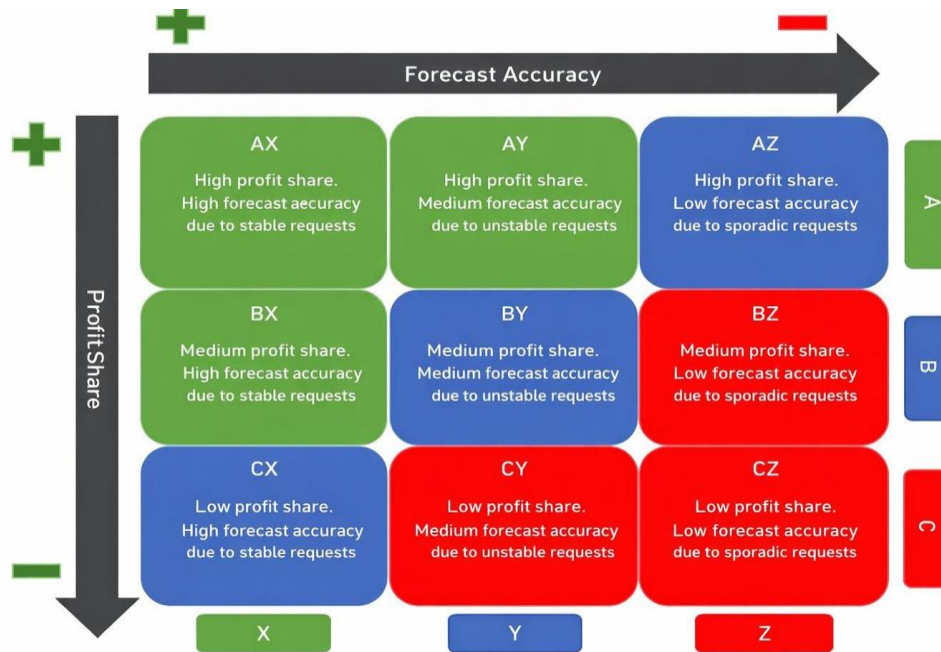 Forecast Accuracy
Profit Share
AX
High profit share.
High forecast aecuracy
due to stable requests
AY
High profit share.
Medium forecast accuracy
due to unstable requests
AZ
High profit share.
Low forecast accuracy
due to sporadic requests
A
BX
Medium profit share.
High forecast accuracy
due to stable requests
BY
Medium profit share.
Medium forecast accuracy
due to unstable requests
BZ
Medium profit share.
Low forecast accuracy
due to sporadic requests
B
CX
Low profit share.
High forecast accuracy
due to stable requests
CY
Low profit share.
Medium forecast accuracy
due to unstable requests
CZ
Low profit share.
Low forecast accuracy
due to sporadic requests
C
X
Y
Z